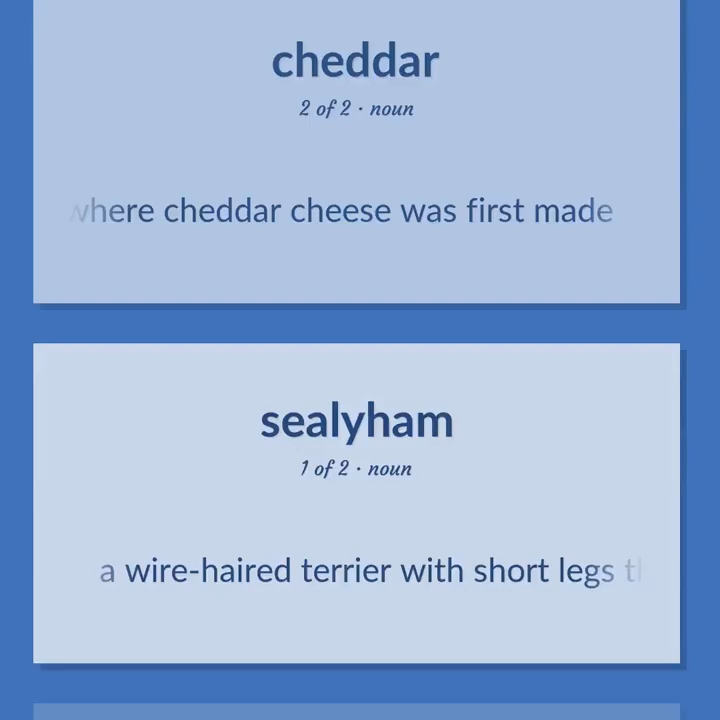 cheddar
2 of 2 · noun
where cheddar cheese was first made
sealyham
1 of 2 · noun
a wire-haired terrier with short legs